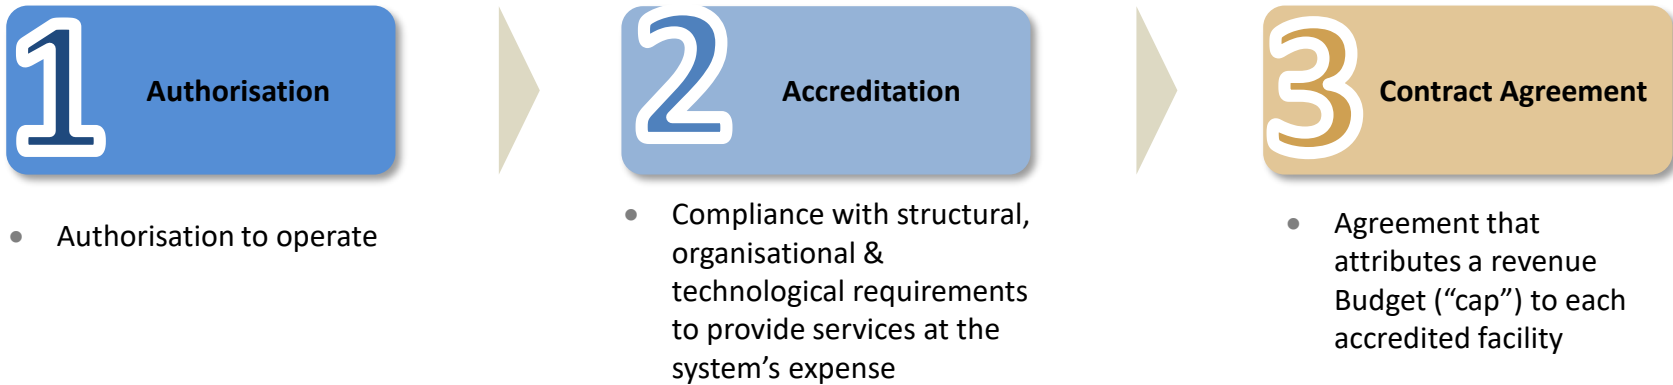 1
Authorisation
• Authorisation to operate
2
Accreditation
• Compliance with structural,
organisational &
technological requirements
to provide services at the
system’s expense
3
Contract Agreement
• Agreement that
attributes a revenue
Budget (“cap”) to each
accredited facility